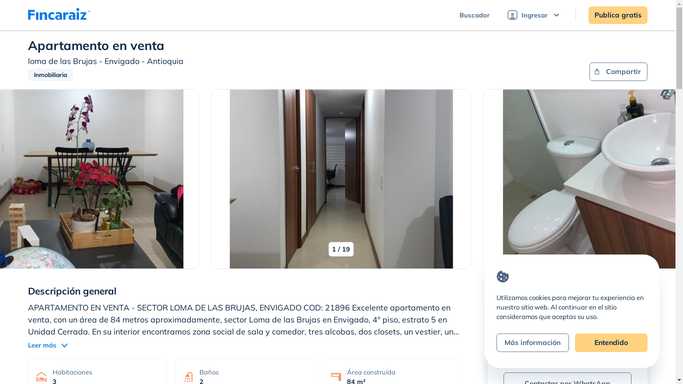 Fincaraiz
Buscador
Ingresar
Publica gratis
Apartamento en venta
loma de las Brujas - Envigado - Antioquia
Inmobiliaria
Compartir
1 / 19
Descripción general
APARTAMENTO EN VENTA - SECTOR LOMA DE LAS BRUJAS, ENVIGADO COD: 21896 Excelente apartamento en
venta, con un área de 84 metros aproximadamente, sector Loma de las Brujas en Envigado, 4° piso, estrato 5 en
Unidad Cerrada. En su interior encontramos zona social de sala y comedor, tres alcobas, dos closets, un vestier, un...
Leer más
Habitaciones
3
Baños
2
Área construida
84 m²
Utilizamos cookies para mejorar tu experiencia en
nuestro sitio web. Al continuar en el sitio
consideramos que aceptas su uso.
Más información
Entendido
Contactar por WhatsApp